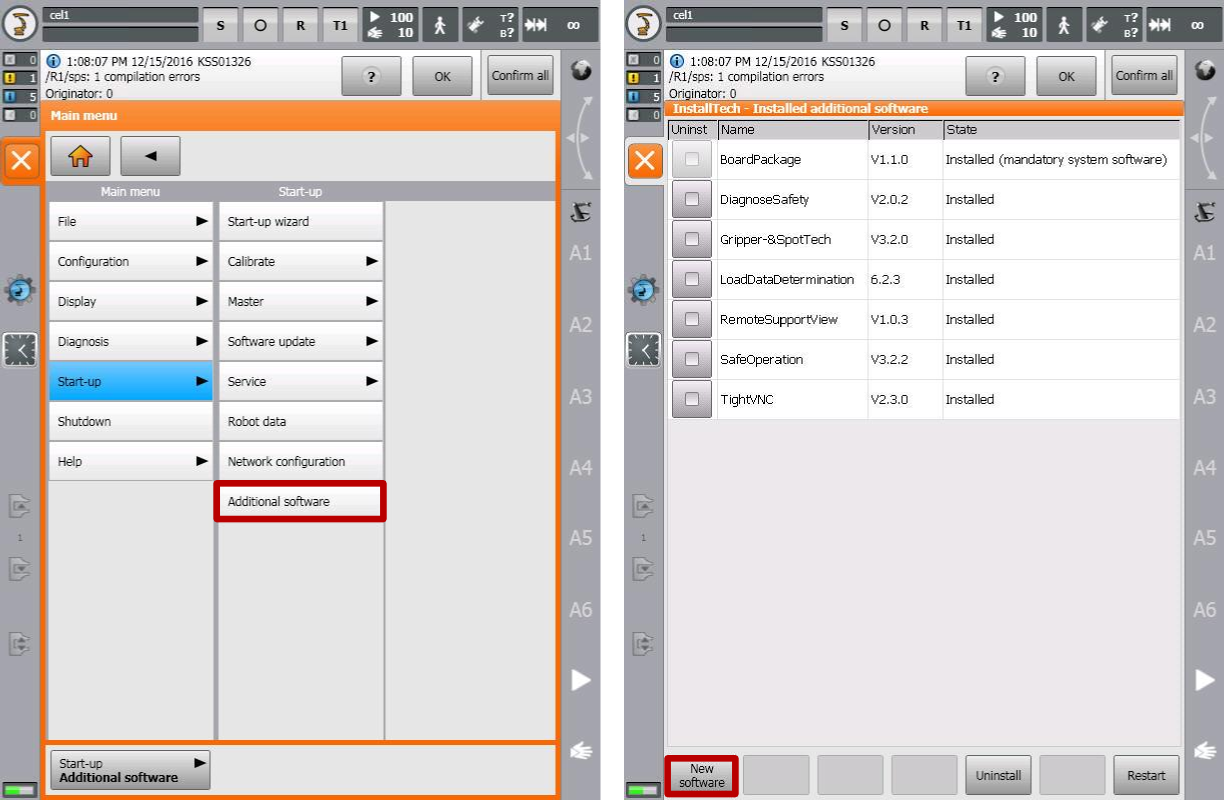 cel1
S O R T1 100 10 T? B? ∞
0 1:08:07 PM 12/15/2016 KSS01326
1 /R1/sps: 1 compilation errors
5 Originator: 0
0
? OK Confirm all
Main menu
Main menu Start-up
File Start-up wizard
Configuration Calibrate
Display Master
Diagnosis Software update
Start-up Service
Shutdown Robot data
Help Network configuration
Additional software
A1
A2
A3
A4
1 A5
A6
Start-up
Additional software
cel1
S O R T1 100 10 T? B? ∞
0 1:08:07 PM 12/15/2016 KSS01326
1 /R1/sps: 1 compilation errors
5 Originator: 0
0
? OK Confirm all
InstallTech - Installed additional software
Uninst Name Version State
BoardPackage V1.1.0 Installed (mandatory system software)
DiagnoseSafety V2.0.2 Installed
Gripper-&SpotTech V3.2.0 Installed
LoadDataDetermination 6.2.3 Installed
RemoteSupportView V1.0.3 Installed
SafeOperation V3.2.2 Installed
TightVNC V2.3.0 Installed
A1
A2
A3
A4
1 A5
A6
New
software
Uninstall Restart